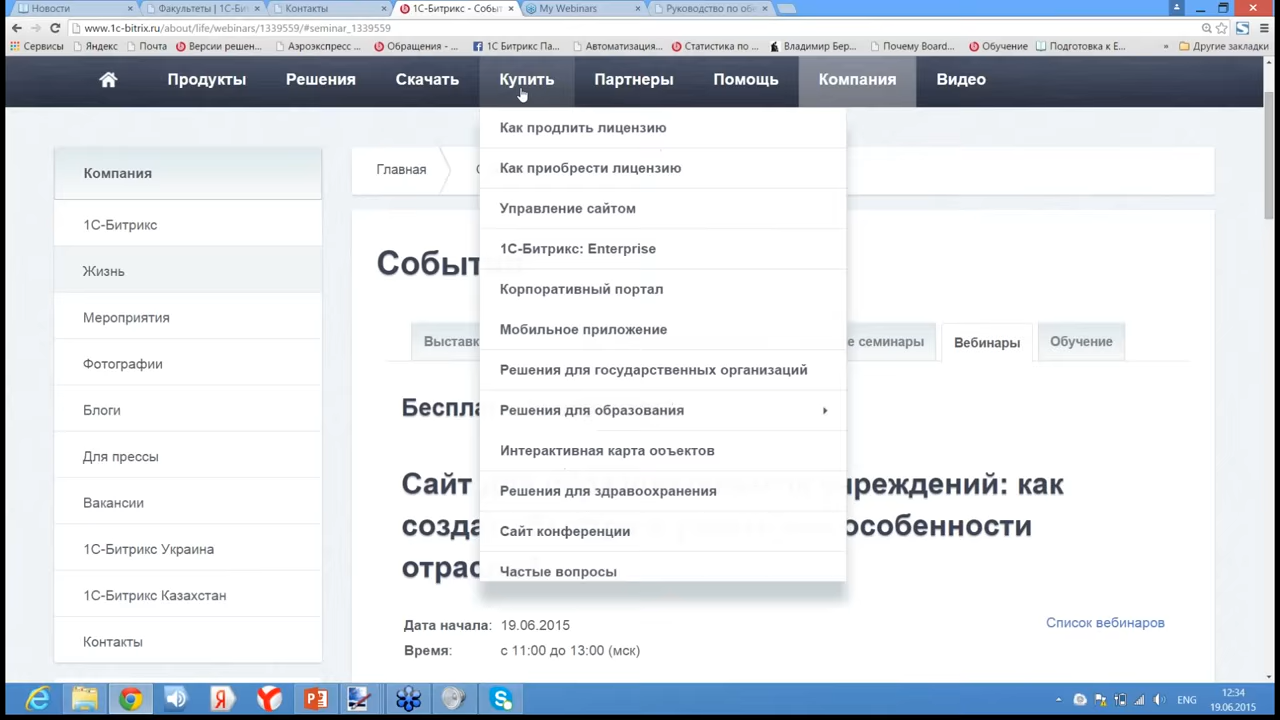 Новости
Факультеты | 1С-Би
Контакты
1С-Битрикс - Событ
My Webinars
Руководство по об
www.1c-bitrix.ru/about/life/webinars/1339559/#seminar_1339559
Сервисы
Яндекс
Почта
Версии решен...
Аэроэкспресс ...
Обращения - ...
1С Битрикс Па...
Автоматизация...
Статистика по ...
Владимир Бер...
Почему Board...
Обучение
Подготовка к Е...
»
Другие закладки
Продукты
Решения
Скачать
Купить
Партнеры
Помощь
Компания
Видео
Как продлить лицензию
Как приобрести лицензию
Управление сайтом
1С-Битрикс: Enterprise
Корпоративный портал
Мобильное приложение
Решения для государственных организаций
Решения для образования
Интерактивная карта объектов
Решения для здравоохранения
Сайт конференции
Частые вопросы
Компания
1С-Битрикс
Жизнь
Мероприятия
Фотографии
Блоги
Для прессы
Вакансии
1С-Битрикс Украина
1С-Битрикс Казахстан
Контакты
Главная
Событ
Выставк
е семинары
Вебинары
Обучение
Беспла
Сайт
чреждений: как
созда
особенности
отрас
Дата начала: 19.06.2015
Список вебинаров
Время: с 11:00 до 13:00 (мск)
ENG
12:34
19.06.2015